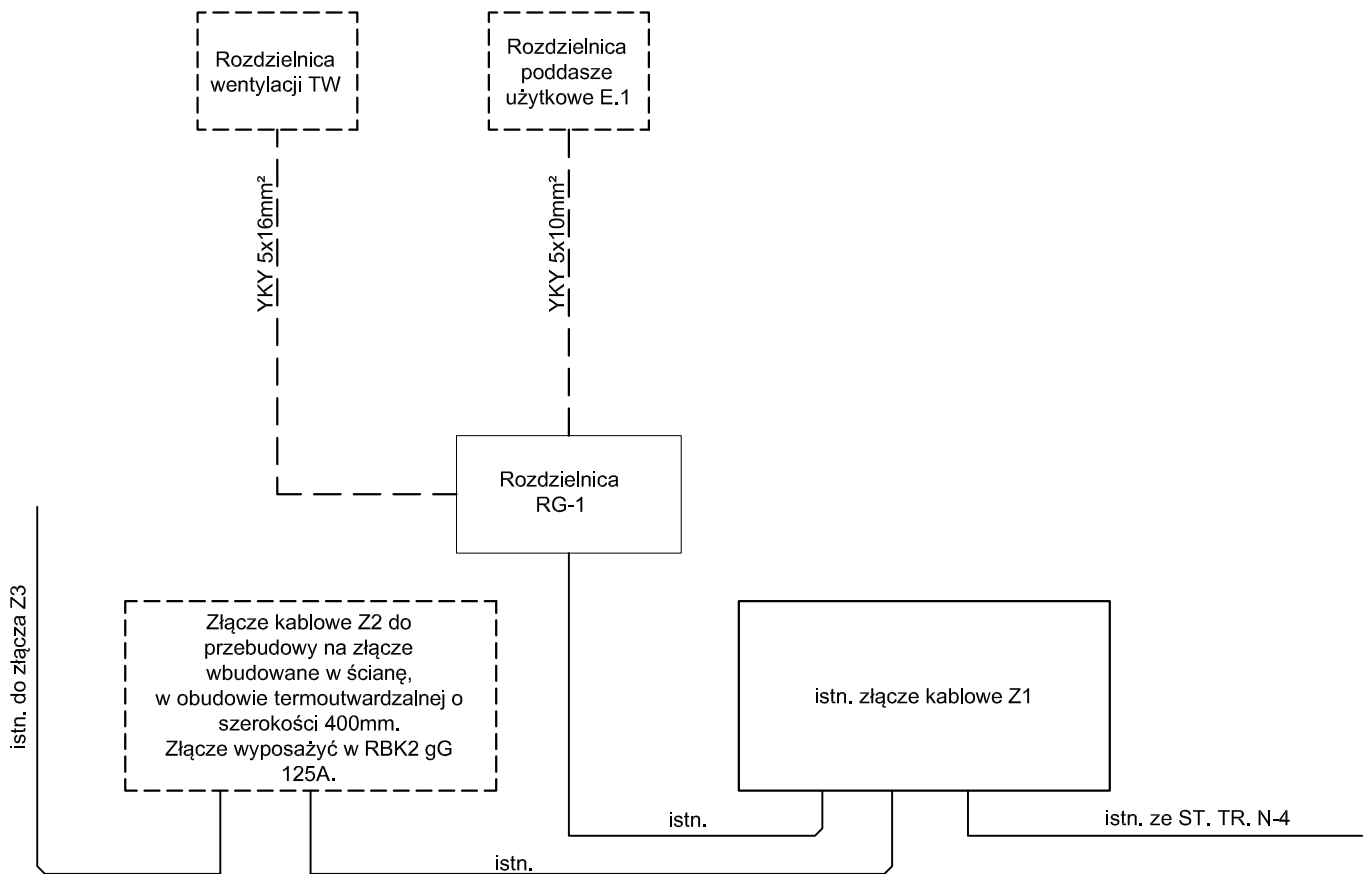 Rozdzielnica
wentylacji TW
Rozdzielnica
poddasze
użytkowe E.1
YKY 5x16mm²
YKY 5x10mm²
Rozdzielnica
RG-1
istn. do złącza Z3
Złącze kablowe Z2 do
przebudowy na złącze
wbudowane w ścianę,
w obudowie termoutwardzalnej o
szerokości 400mm.
Złącze wyposażyć w RBK2 gG
125A.
istn. złącze kablowe Z1
istn.
istn. ze ST. TR. N-4
istn.